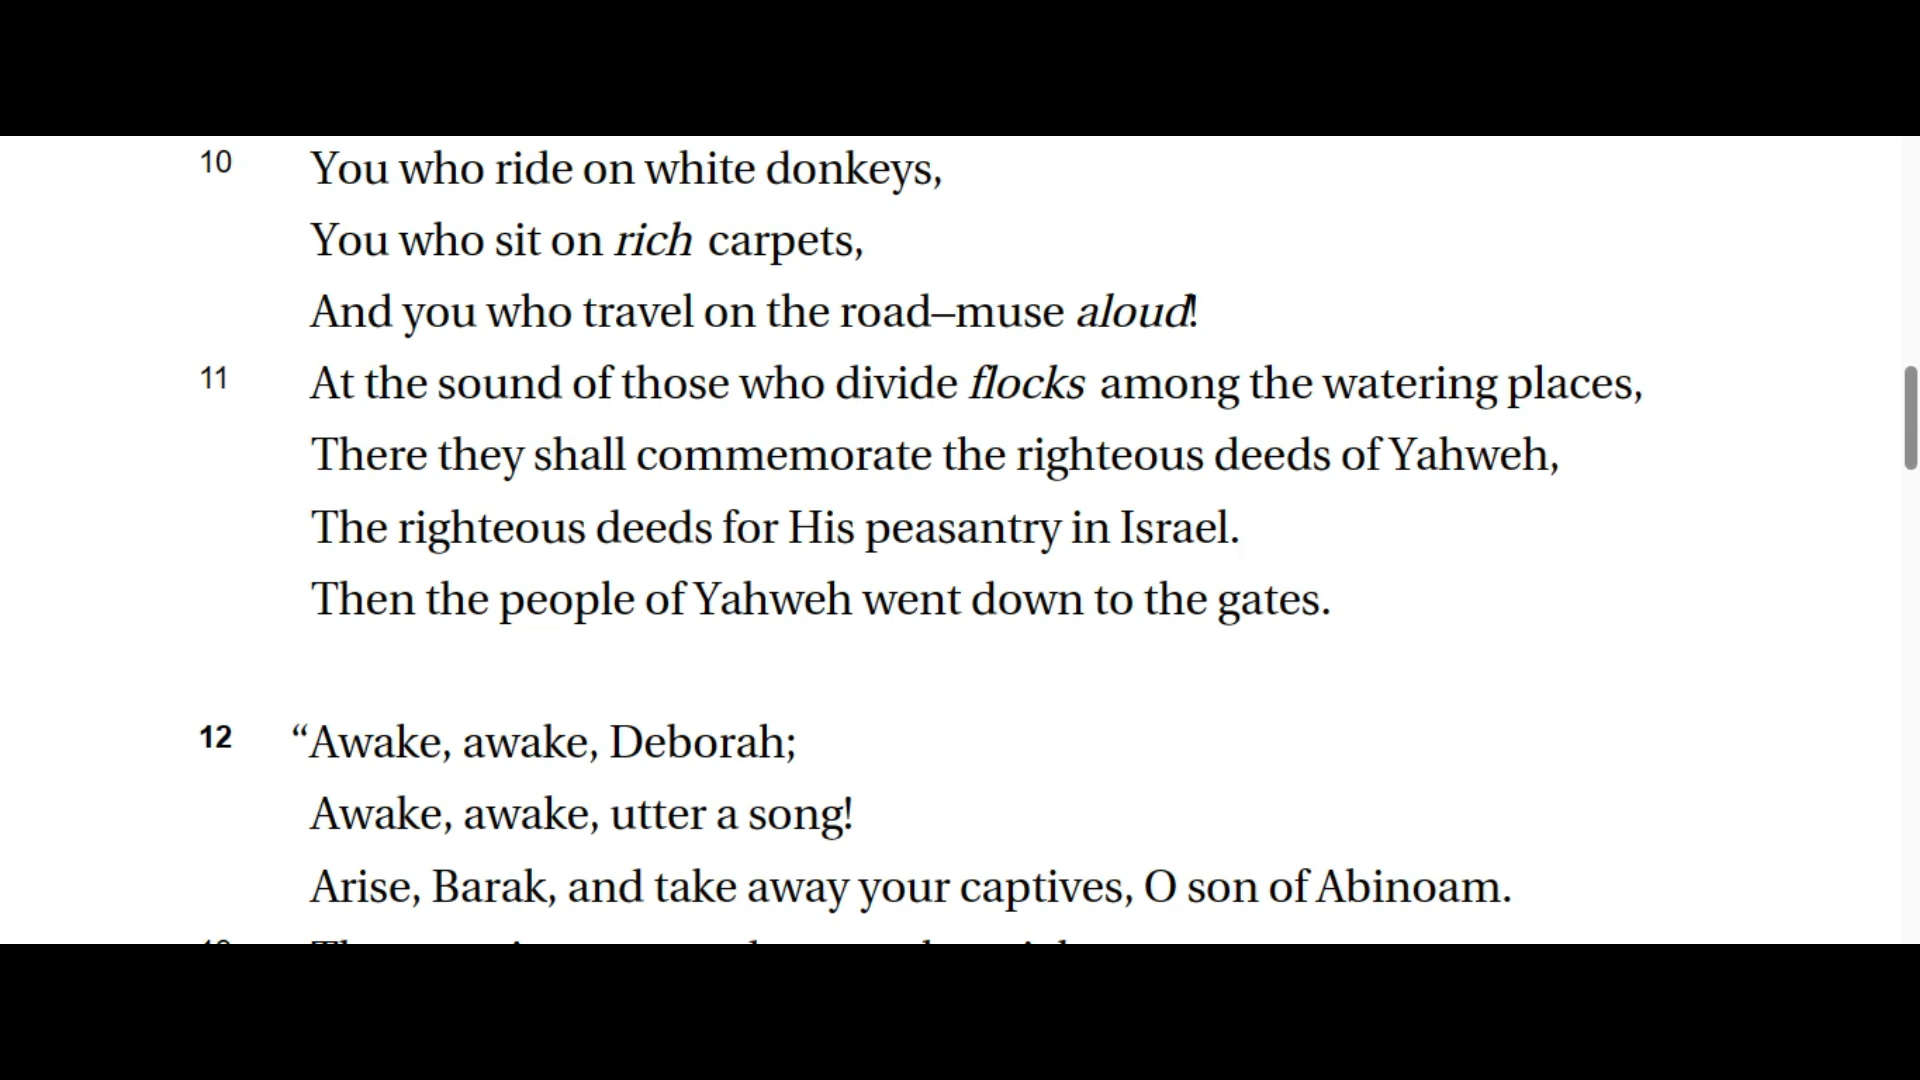 10 You who ride on white donkeys,
You who sit on rich carpets,
And you who travel on the road–muse aloud!
11 At the sound of those who divide flocks among the watering places,
There they shall commemorate the righteous deeds of Yahweh,
The righteous deeds for His peasantry in Israel.
Then the people of Yahweh went down to the gates.
12 “Awake, awake, Deborah;
Awake, awake, utter a song!
Arise, Barak, and take away your captives, O son of Abinoam.